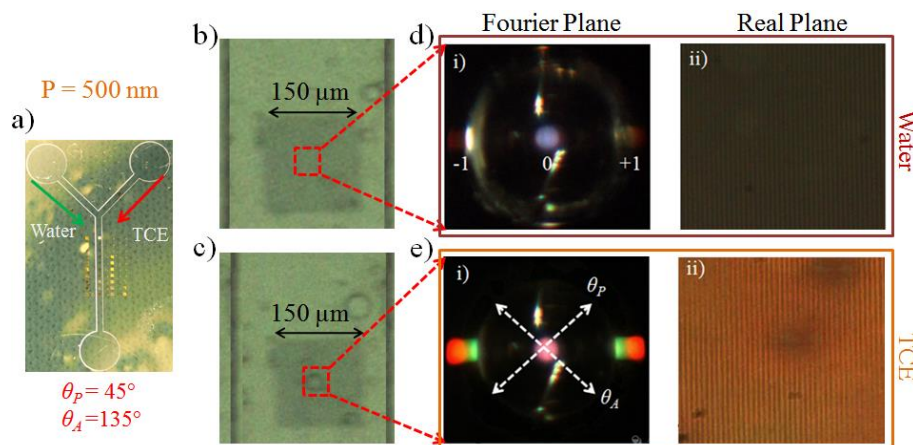 Fourier Plane Real Plane
P = 500 nm
a)
Water
TCE
θP = 45°
θA =135°
b)
150 µm
c)
150 µm
d)
i)
-1 0 +1
ii)
Water
e)
i)
θP
θA
ii)
TCE